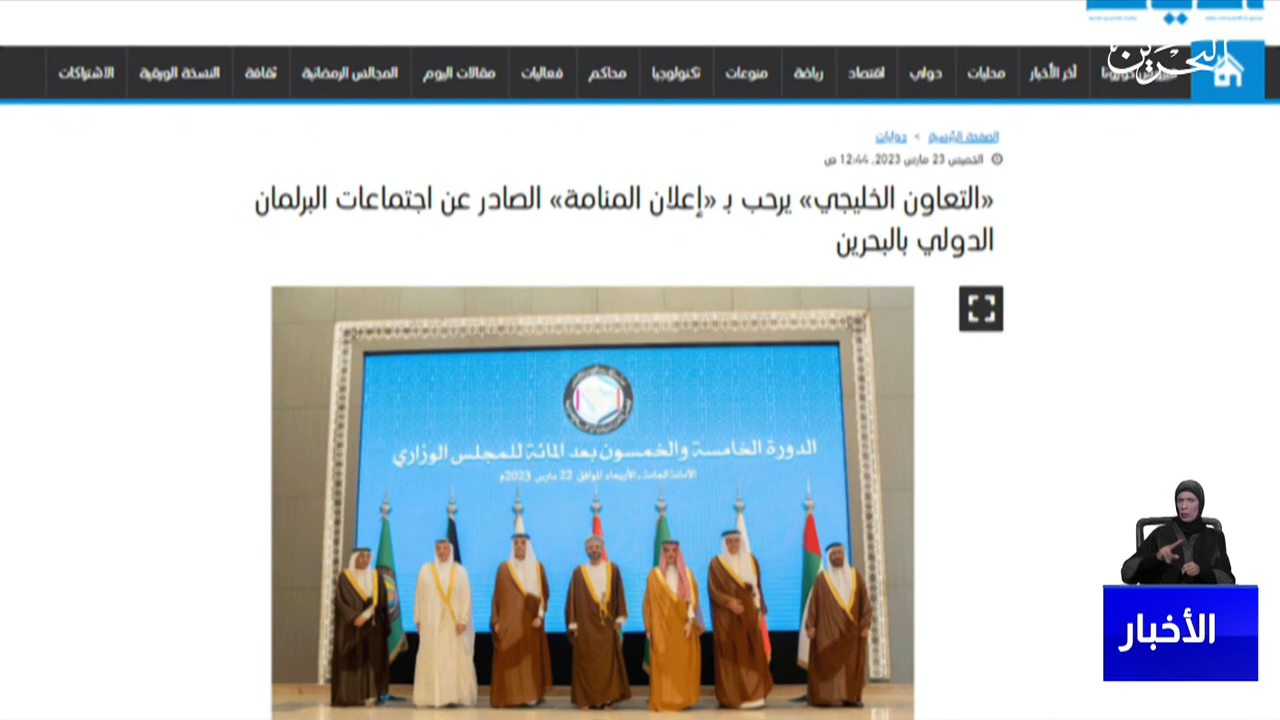 البحرين
آخر الأخبار
محليات
دولي
اقتصاد
رياضة
منوعات
تكنولوجيا
محاكم
فعاليات
مقالات اليوم
المجالس الرمضانية
ثقافة
النسخة الورقية
الاشتراكات
الصفحة الرئيسية > دوليات
الخميس 23 مارس 2023, 12:44 ص
«التعاون الخليجي» يرحب بـ «إعلان المنامة» الصادر عن اجتماعات البرلمان
الدولي بالبحرين
الدورة الخامسة والخمسون بعد المائة للمجلس الوزاري
الأمانة العامة ، الأربعاء الموافق 22 مارس 2023م
الأخبار